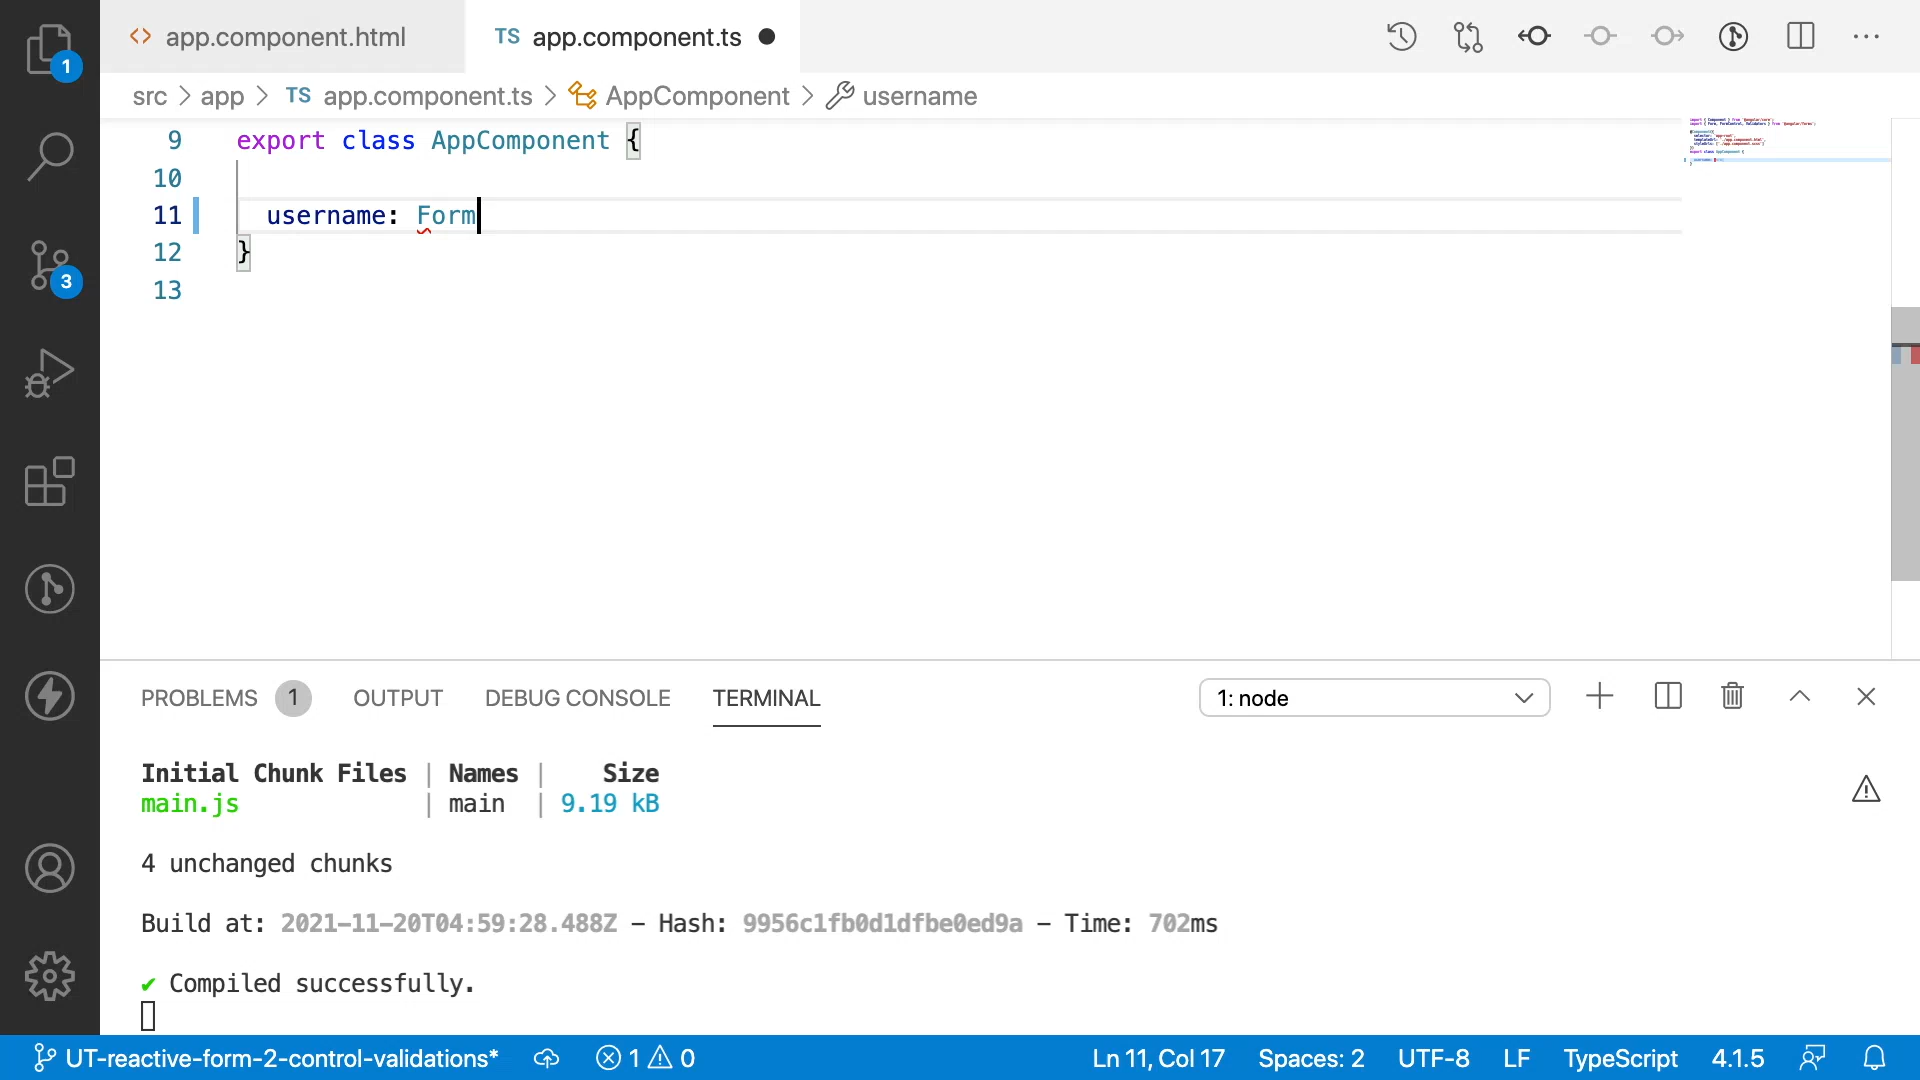 <> app.component.html
TS app.component.ts
src > app > TS app.component.ts > AppComponent > username
9 export class AppComponent {
10
11 username: Form
12 }
13
1
3
PROBLEMS 1 OUTPUT DEBUG CONSOLE TERMINAL
1: node
Initial Chunk Files | Names | Size
main.js | main | 9.19 kB
4 unchanged chunks
Build at: 2021-11-20T04:59:28.488Z - Hash: 9956c1fb0d1dfbe0ed9a - Time: 702ms
✔ Compiled successfully.
UT-reactive-form-2-control-validations* 1 0 Ln 11, Col 17 Spaces: 2 UTF-8 LF TypeScript 4.1.5